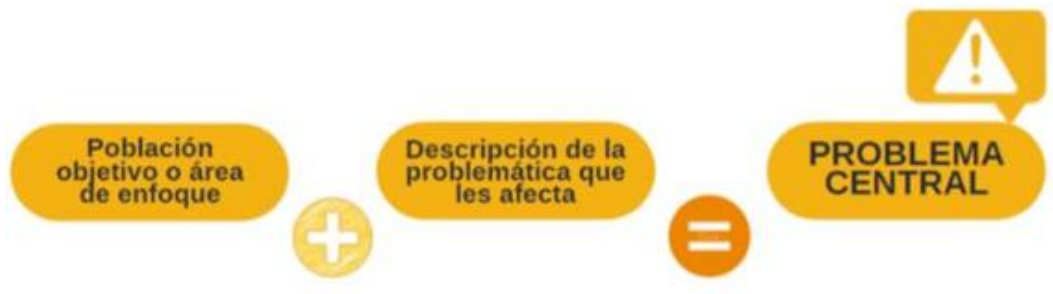 Población
objetivo o área
de enfoque
Descripción de la
problemática que
les afecta
PROBLEMA
CENTRAL